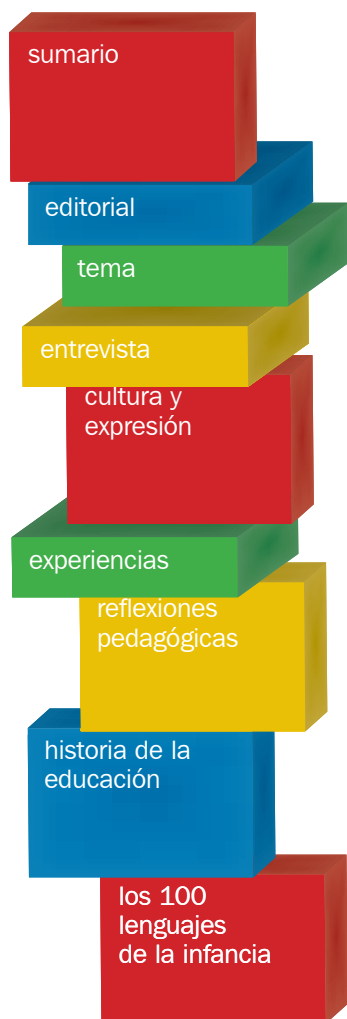 sumario
editorial
tema
entrevista
cultura y
expresión
experiencias
reflexiones
pedagógicas
historia de la
educación
los 100
lenguajes
de la infancia